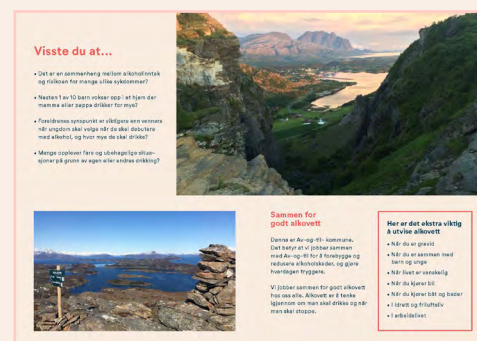 Visste du at...
• Det er en sammenheng mellom alkoholinntak
og risikoen for mange ulike sykdommer?
• Nesten 1 av 10 barn vokser opp i et hjem der
mamma eller pappa drikker for mye?
• Foreldrenes synspunkt er viktigere enn venners
når ungdom skal velge når de skal debutere
med alkohol, og hvor mye de skal drikke?
• Mange opplever fare og ubehagelige situa-
sjoner på grunn av egen eller andres drikking?
Sammen for
godt alkovett
Denne er Av-og-til- kommune.
Det betyr at vi jobber sammen
med Av-og-til for å forebygge og
redusere alkoholskader, og gjøre
hverdagen tryggere.
Vi jobber sammen for godt alkovett
hos oss alle. Alkovett er å tenke
igjennom om man skal drikke og når
man skal stoppe.
Her er det ekstra viktig
å utvise alkovett
• Når du er gravid
• Når du er sammen med
barn og unge
• Når livet er vanskelig
• Når du kjører bil
• Når du kjører båt og bader
• I idrett og friluftsliv
• I arbeidslivet